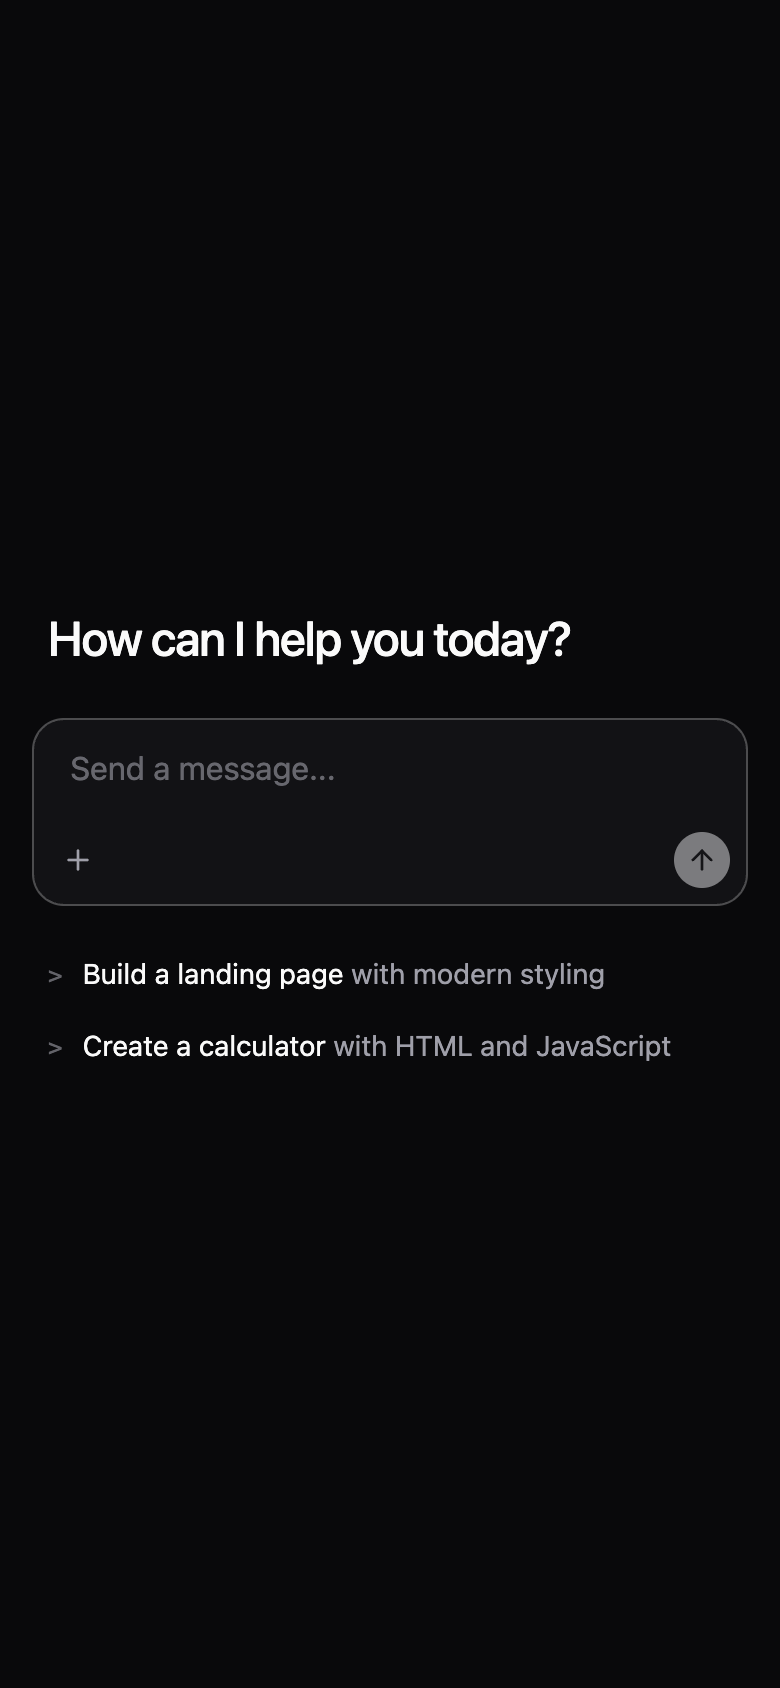 How can I help you today?
Send a message...
> Build a landing page with modern styling
> Create a calculator with HTML and JavaScript